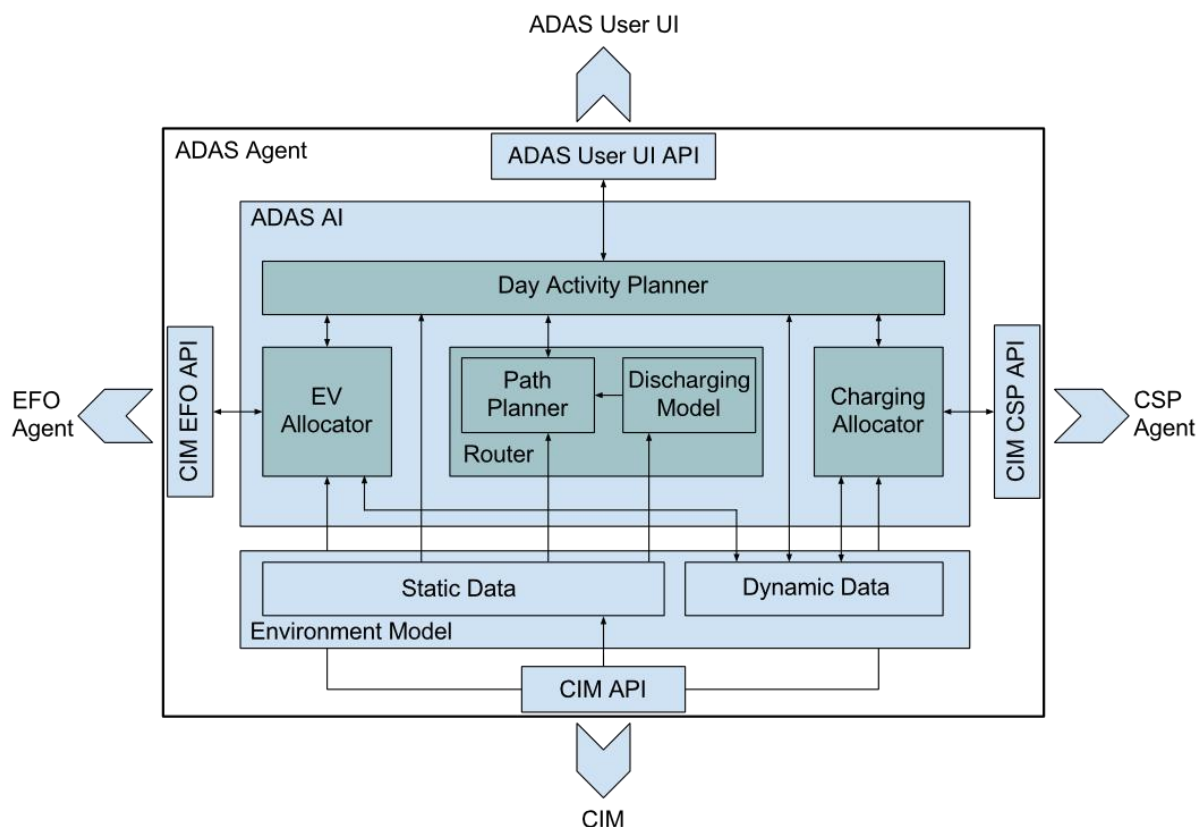 ADAS User UI
ADAS Agent
ADAS User UI API
ADAS AI
Day Activity Planner
CIM EFO API
EFO
Agent
EV
Allocator
Path
Planner
Discharging
Model
Router
Charging
Allocator
CIM CSP API
CSP
Agent
Static Data
Dynamic Data
Environment Model
CIM API
CIM